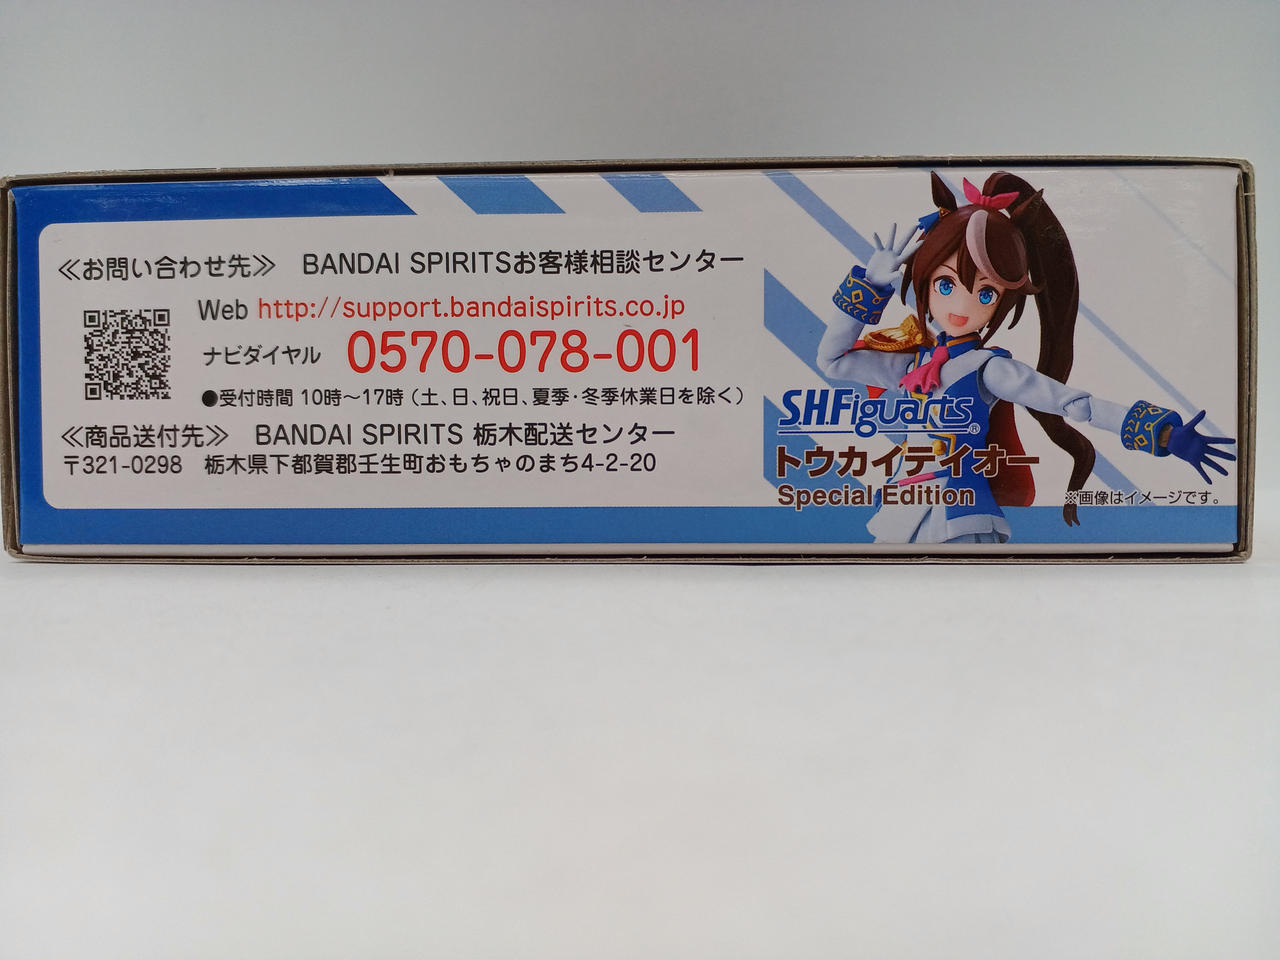 ≪お問い合わせ先≫ BANDAI SPIRITSお客様相談センター
Web http://support.bandaispirits.co.jp
ナビダイヤル 0570-078-001
●受付時間 10時～17時（土、日、祝日、夏季・冬季休業日を除く）
≪商品送付先≫ BANDAI SPIRITS 栃木配送センター
〒321-0298 栃木県下都賀郡壬生町おもちゃのまち4-2-20
S.H.Figuarts®
トウカイテイオー
Special Edition
※画像はイメージです。